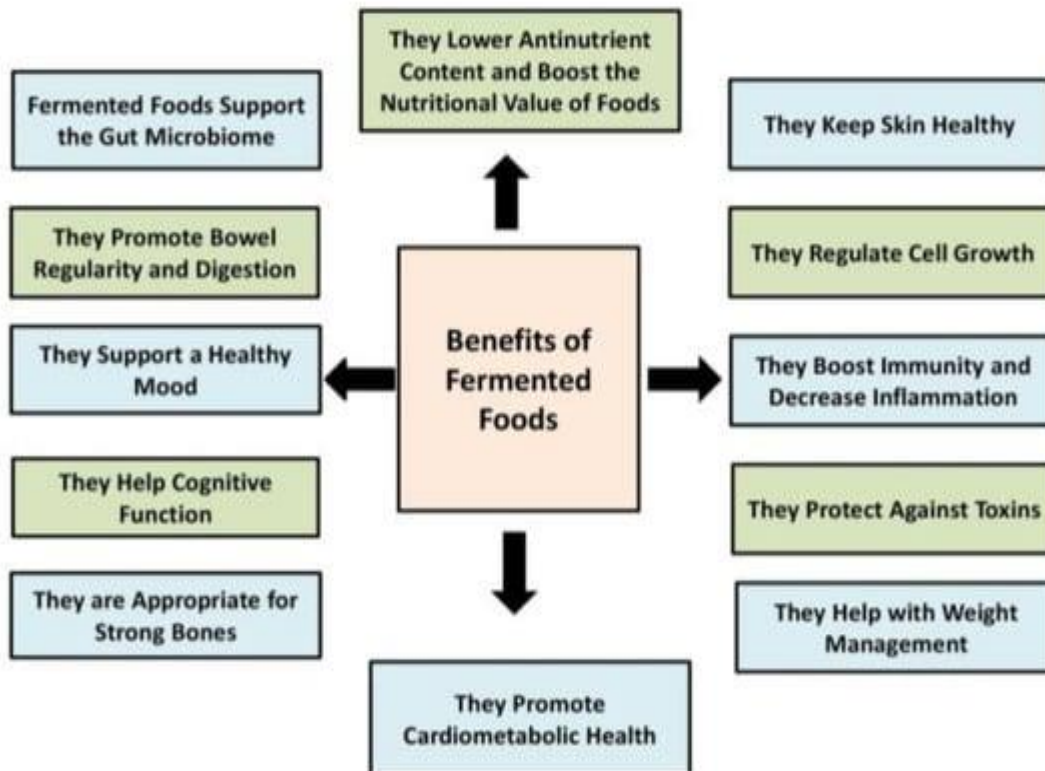 They Lower Antinutrient
Content and Boost the
Nutritional Value of Foods
Fermented Foods Support
the Gut Microbiome
They Promote Bowel
Regularity and Digestion
They Support a Healthy
Mood
They Help Cognitive
Function
They are Appropriate for
Strong Bones
Benefits of
Fermented
Foods
They Keep Skin Healthy
They Regulate Cell Growth
They Boost Immunity and
Decrease Inflammation
They Protect Against Toxins
They Help with Weight
Management
They Promote
Cardiometabolic Health